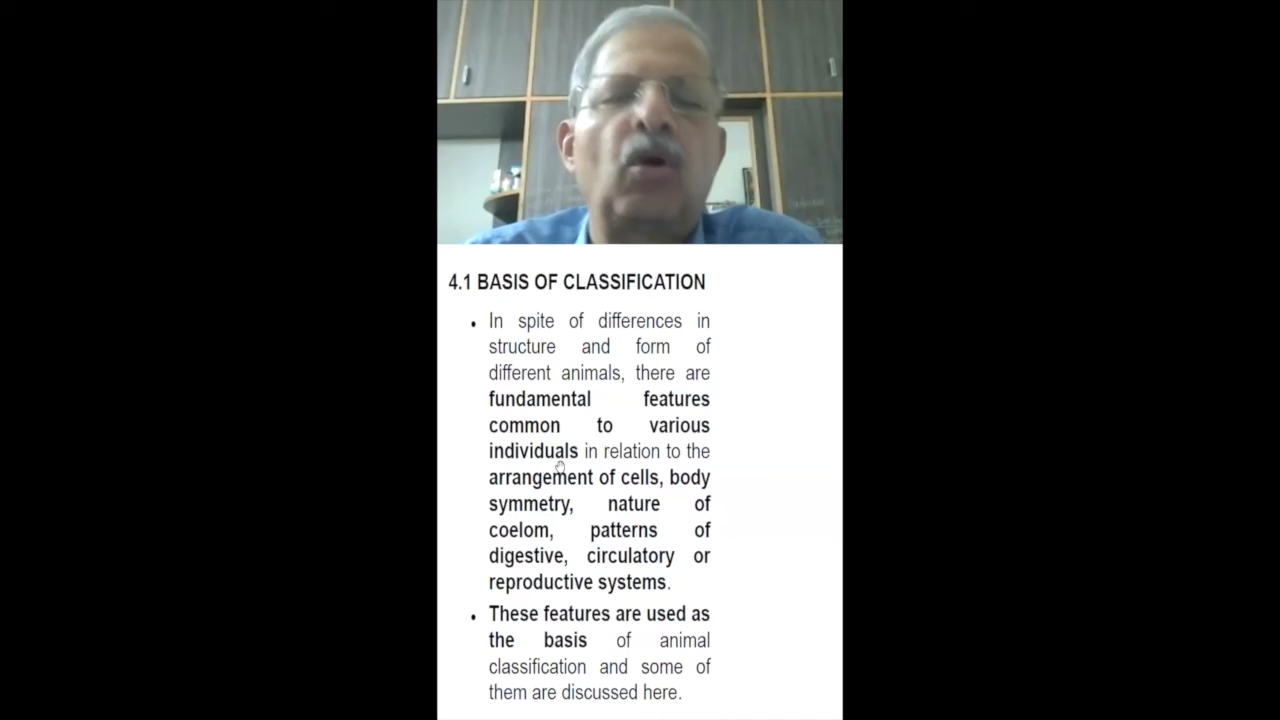 4.1 BASIS OF CLASSIFICATION
• In spite of differences in
structure and form of
different animals, there are
fundamental features
common to various
individuals in relation to the
arrangement of cells, body
symmetry, nature of
coelom, patterns of
digestive, circulatory or
reproductive systems.
• These features are used as
the basis of animal
classification and some of
them are discussed here.